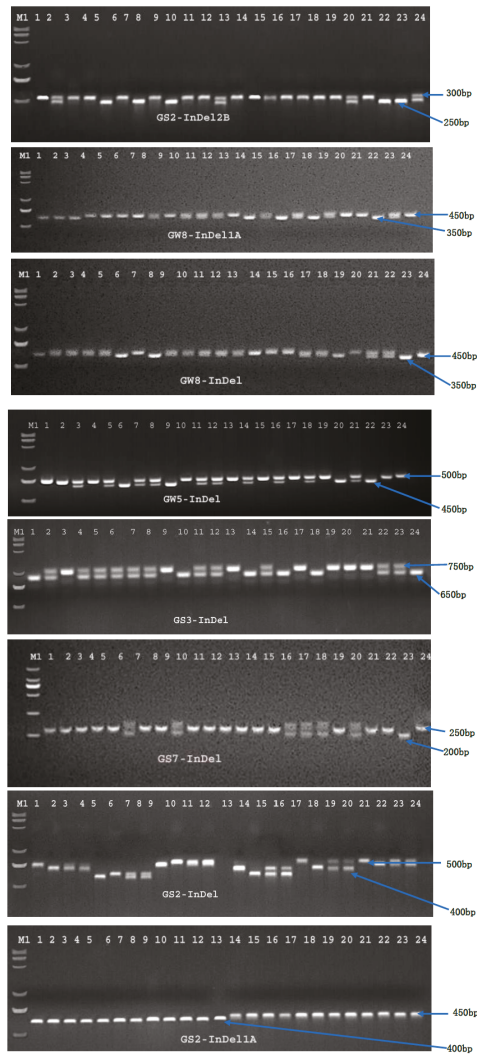 M1 2 3 4 5 6 7 8 9 10 11 12 13 14 15 16 17 18 19 20 21 22 23 24
300bp
GS2-InDel2B
250bp
M1 1 2 3 4 5 6 7 8 9 10 11 12 13 14 15 16 17 18 19 20 21 22 23 24
450bp
GW8-InDel1A
350bp
M1 1 2 3 4 5 6 7 8 9 10 11 12 13 14 15 16 17 18 19 20 21 22 23 24
450bp
GW8-InDel
350bp
M1 1 2 3 4 5 6 7 8 9 10 11 12 13 14 15 16 17 18 19 20 21 22 23 24
500bp
GW5-InDel
450bp
M1 1 2 3 4 5 6 7 8 9 10 11 12 13 14 15 16 17 18 19 20 21 22 23 24
750bp
650bp
GS3-InDel
M1 1 2 3 4 5 6 7 8 9 10 11 12 13 14 15 16 17 18 19 20 21 22 23 24
250bp
200bp
GS7-InDel
M1 1 2 3 4 5 6 7 8 9 10 11 12 13 14 15 16 17 18 19 20 21 22 23 24
500bp
GS2-InDel
400bp
M1 1 2 3 4 5 6 7 8 9 10 11 12 13 14 15 16 17 18 19 20 21 22 23 24
450bp
GS2-InDel1A
400bp